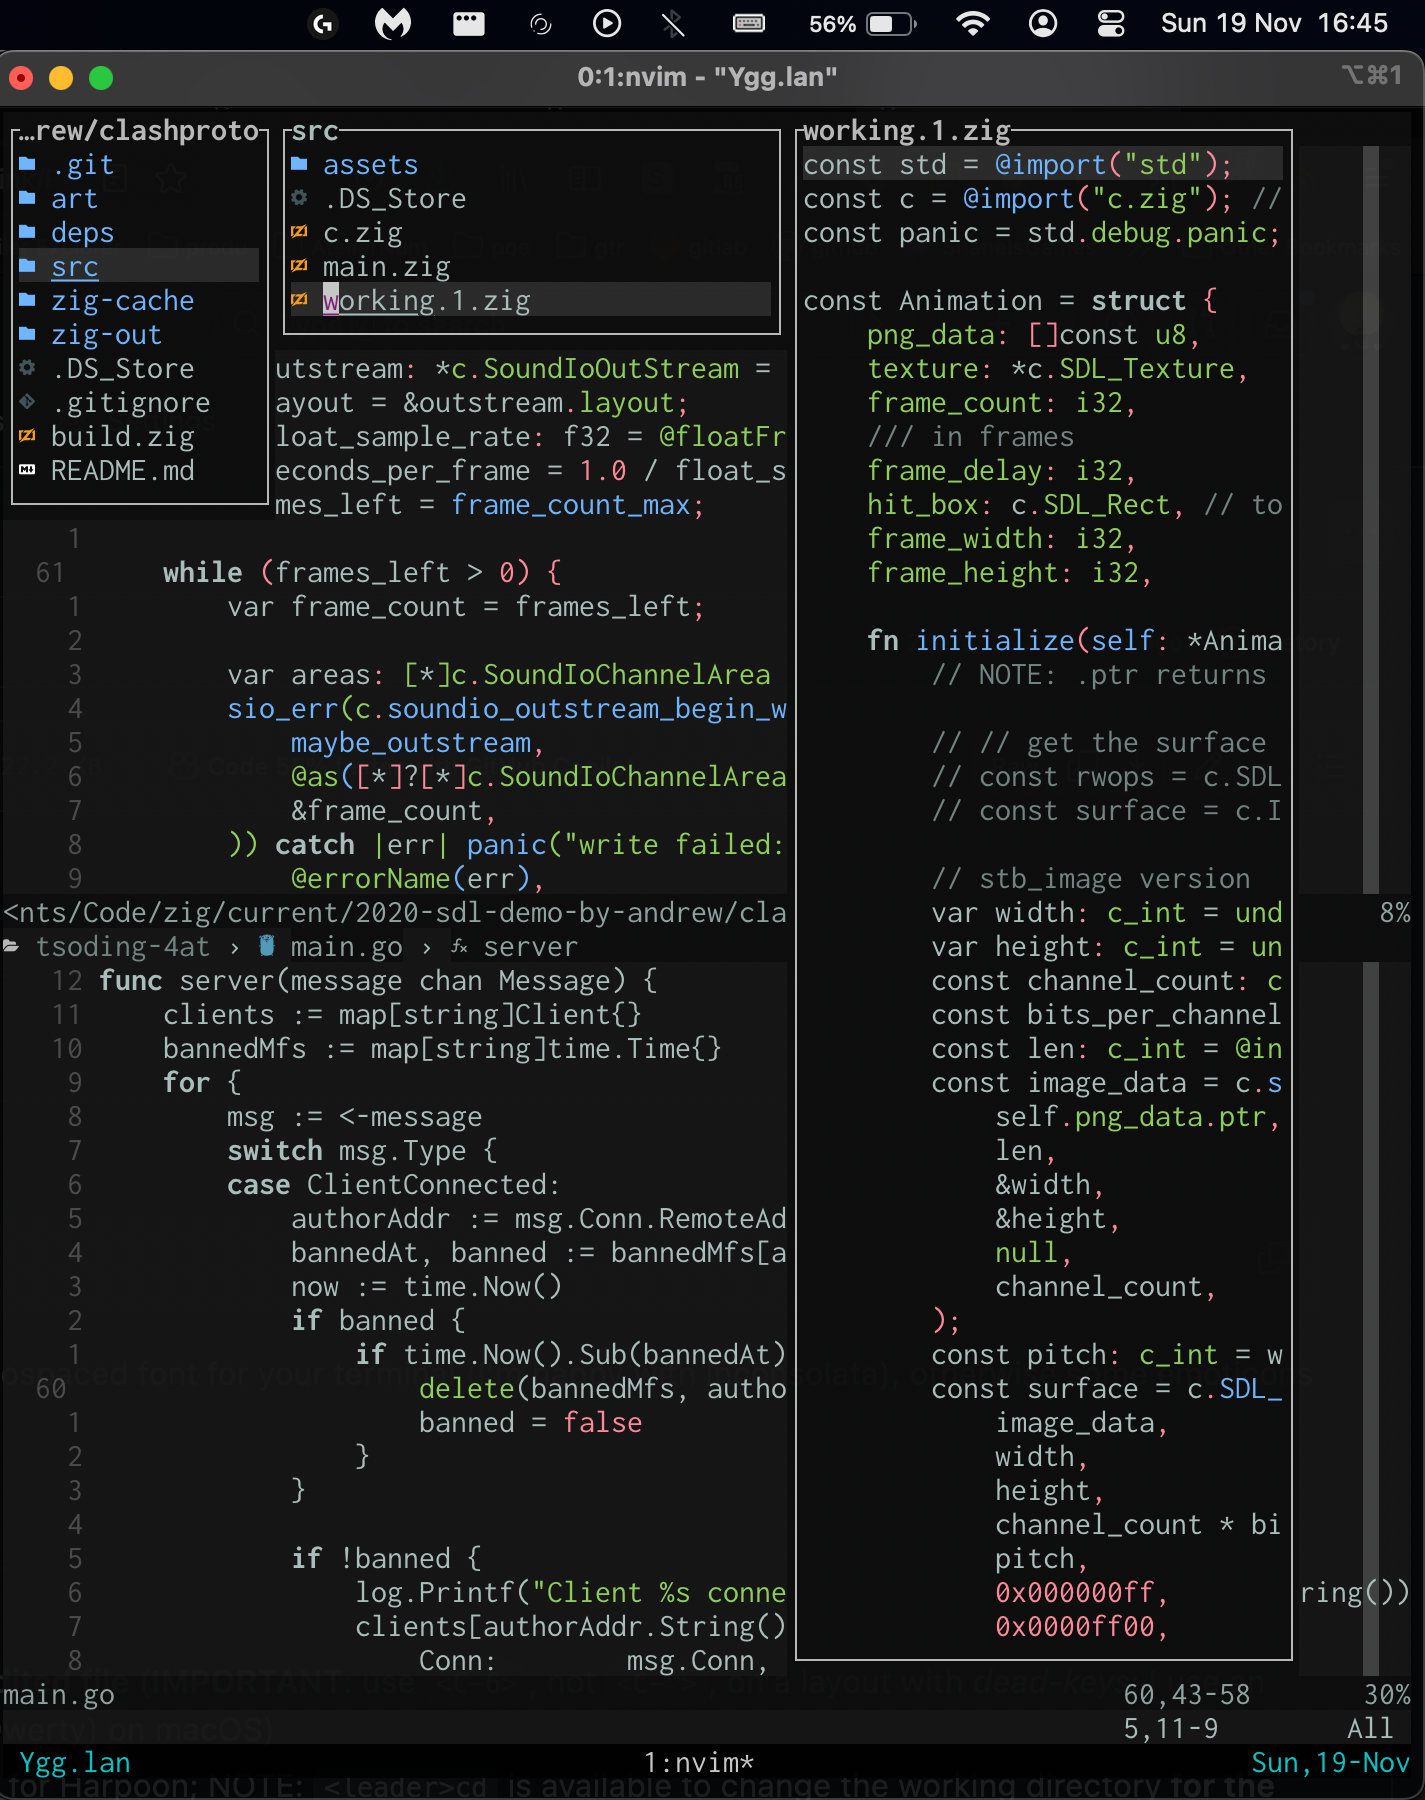 56%
Sun 19 Nov 16:45
0:1:nvim - "Ygg.lan"
⌥⌘1
…rew/clashproto
.git
art
deps
src
zig-cache
zig-out
.DS_Store
.gitignore
build.zig
README.md
src
assets
.DS_Store
c.zig
main.zig
working.1.zig
utstream: *c.SoundIoOutStream =
ayout = &outstream.layout;
loat_sample_rate: f32 = @floatFr
econds_per_frame = 1.0 / float_s
mes_left = frame_count_max;
1
61 while (frames_left > 0) {
1 var frame_count = frames_left;
2
3 var areas: [*]c.SoundIoChannelArea
4 sio_err(c.soundio_outstream_begin_w
5 maybe_outstream,
6 @as([*]?[*]c.SoundIoChannelArea
7 &frame_count,
8 )) catch |err| panic("write failed:
9 @errorName(err),
<nts/Code/zig/current/2020-sdl-demo-by-andrew/cla
8%
tsoding-4at › main.go › fx server
12 func server(message chan Message) {
11 clients := map[string]Client{}
10 bannedMfs := map[string]time.Time{}
9 for {
8 msg := <-message
7 switch msg.Type {
6 case ClientConnected:
5 authorAddr := msg.Conn.RemoteAd
4 bannedAt, banned := bannedMfs[a
3 now := time.Now()
2 if banned {
1 if time.Now().Sub(bannedAt)
60 delete(bannedMfs, autho
1 banned = false
2 }
3 }
4
5 if !banned {
6 log.Printf("Client %s conne
7 clients[authorAddr.String()
8 Conn: msg.Conn,
working.1.zig
const std = @import("std");
const c = @import("c.zig"); //
const panic = std.debug.panic;
const Animation = struct {
png_data: []const u8,
texture: *c.SDL_Texture,
frame_count: i32,
/// in frames
frame_delay: i32,
hit_box: c.SDL_Rect, // to
frame_width: i32,
frame_height: i32,
fn initialize(self: *Anima
// NOTE: .ptr returns
// // get the surface
// const rwops = c.SDL
// const surface = c.I
// stb_image version
var width: c_int = und
var height: c_int = un
const channel_count: c
const bits_per_channel
const len: c_int = @in
const image_data = c.s
self.png_data.ptr,
len,
&width,
&height,
null,
channel_count,
);
const pitch: c_int = w
const surface = c.SDL_
image_data,
width,
height,
channel_count * bi
pitch,
0x000000ff,
0x0000ff00,
ring())
main.go
60,43-58 30%
5,11-9 All
Ygg.lan
1:nvim*
Sun,19-Nov
for Harpoon; NOTE: <leader>cd is available to change the working directory for the